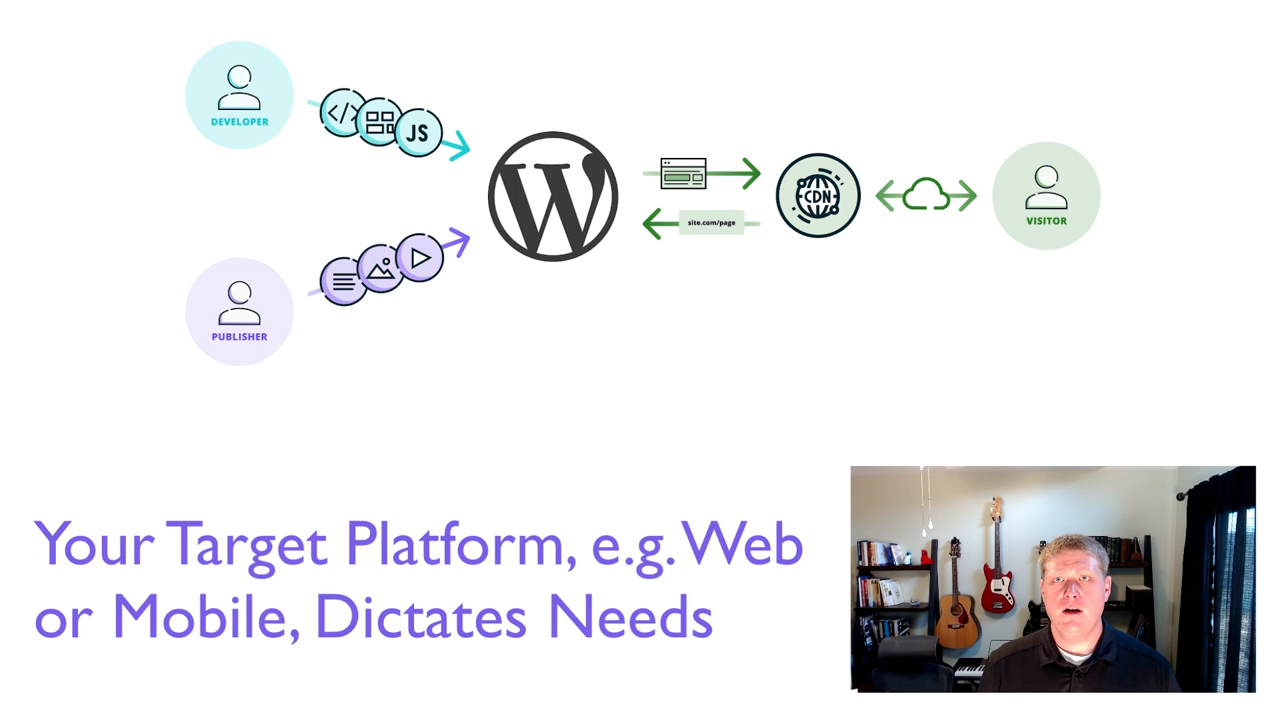 DEVELOPER
</>
JS
W
CDN
site.com/page
VISITOR
PUBLISHER
Your Target Platform, e.g. Web
or Mobile, Dictates Needs